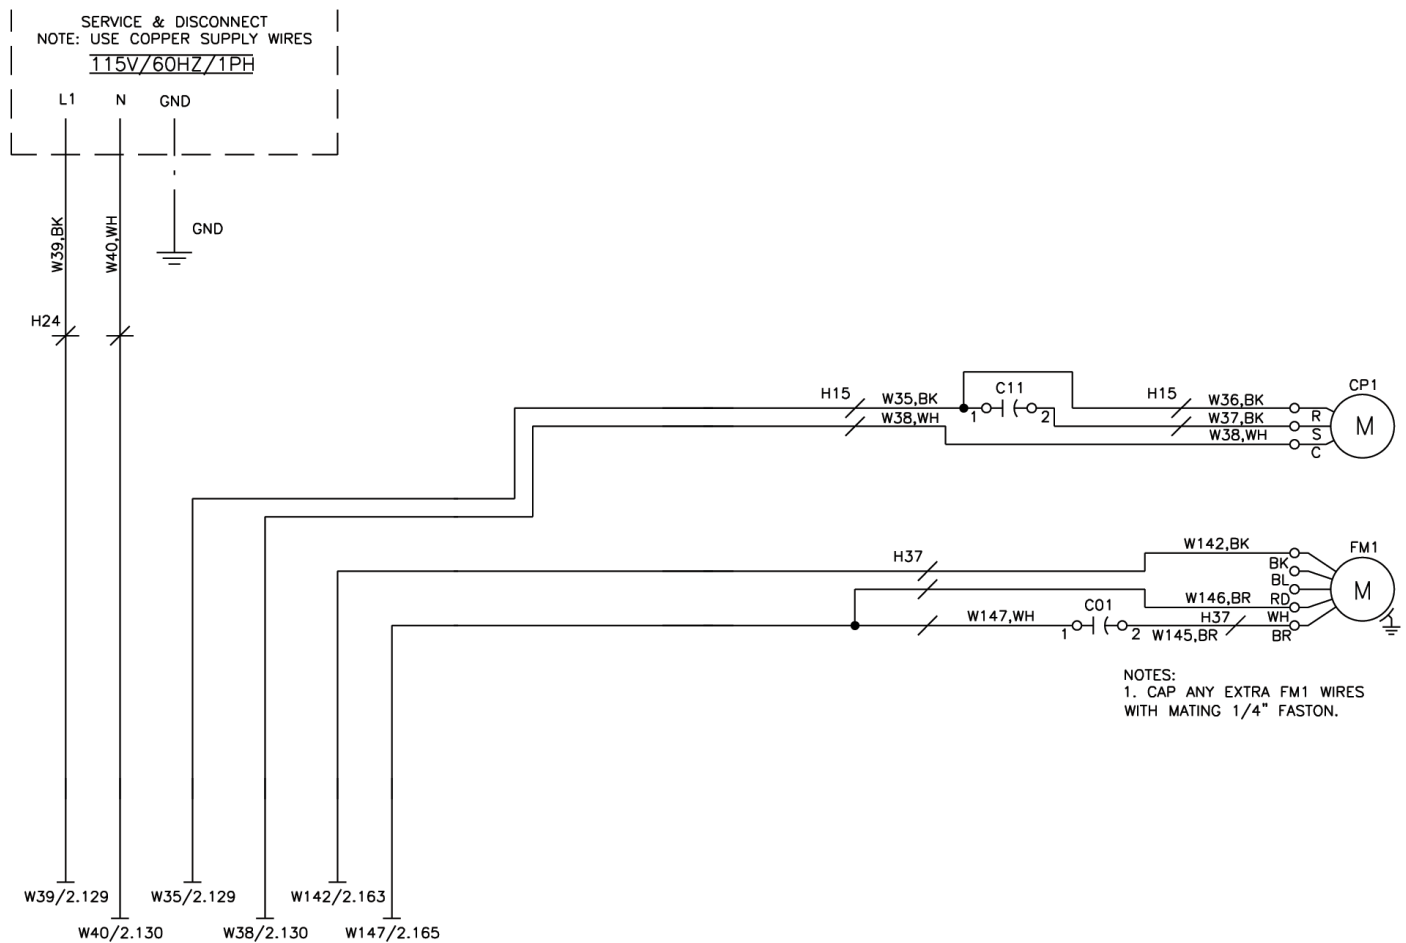 SERVICE & DISCONNECT
NOTE: USE COPPER SUPPLY WIRES
115V/60HZ/1PH
L1 N GND
W39,BK
W40,WH
GND
H24
H15
W35,BK
W38,WH
C11
1
2
H15
W36,BK
W37,BK
W38,WH
R
S
C
CP1
M
H37
W142,BK
W146,BR
W147,WH
C01
1
2
W145,BR
H37
BK
BL
RD
WH
BR
FM1
M
NOTES:
1. CAP ANY EXTRA FM1 WIRES
WITH MATING 1/4" FASTON.
W39/2.129
W35/2.129
W142/2.163
W40/2.130
W38/2.130
W147/2.165